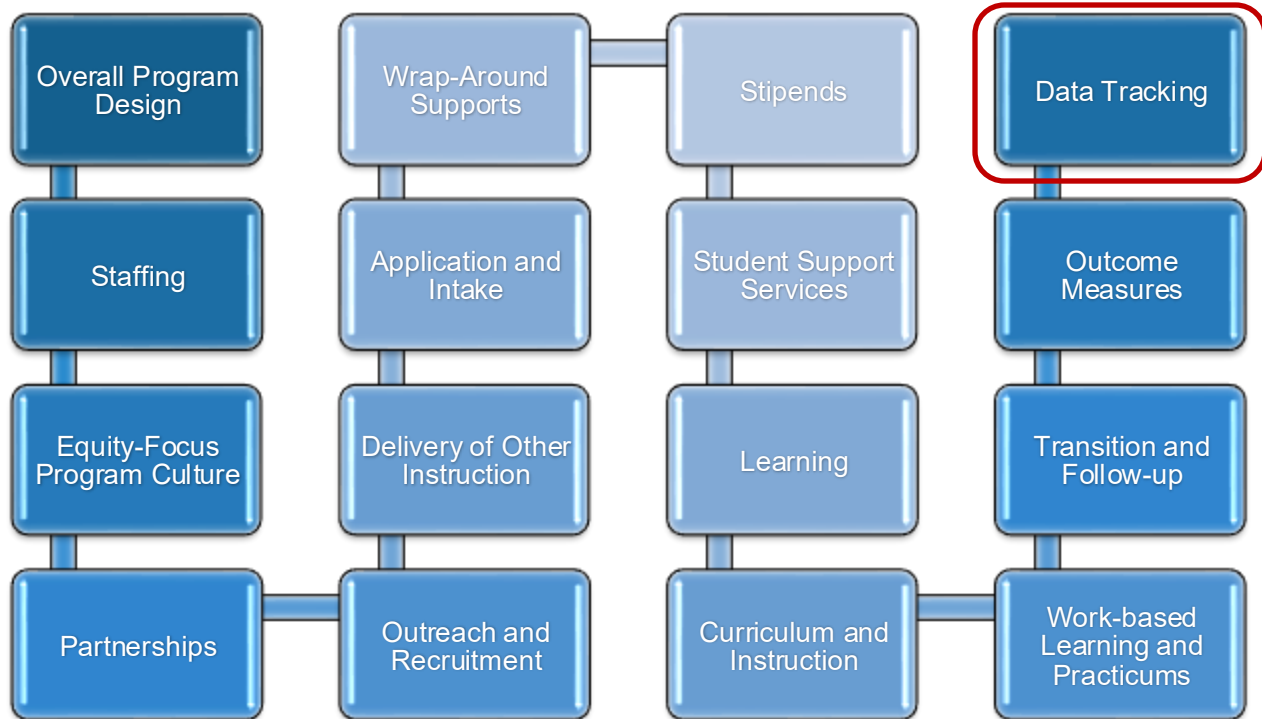 Overall Program
Design
Staffing
Equity-Focus
Program Culture
Partnerships
Outreach and
Recruitment
Delivery of Other
Instruction
Application and
Intake
Wrap-Around
Supports
Stipends
Student Support
Services
Learning
Curriculum and
Instruction
Work-based
Learning and
Practicums
Transition and
Follow-up
Outcome
Measures
Data Tracking